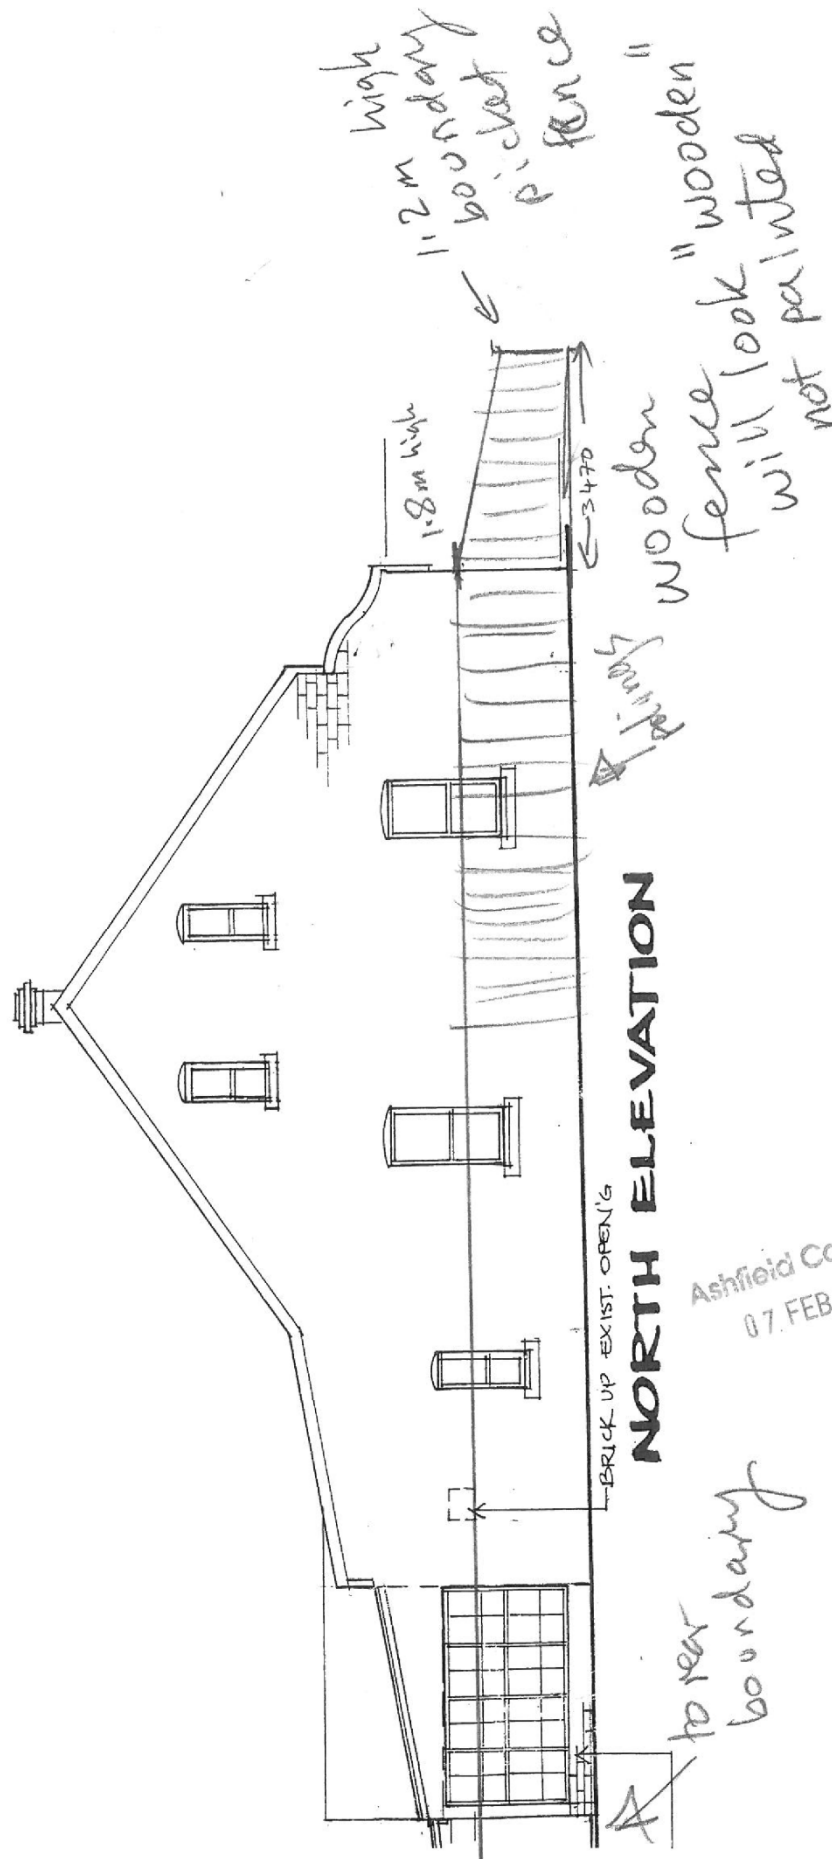 1.2m high
boundary
picket
fence
1.8m high
3470
palings
wooden
fence
will look "wooden"
not painted
BRICK UP EXIST. OPEN'G
NORTH ELEVATION
Ashfield Co
07. FEB
to rear
boundary